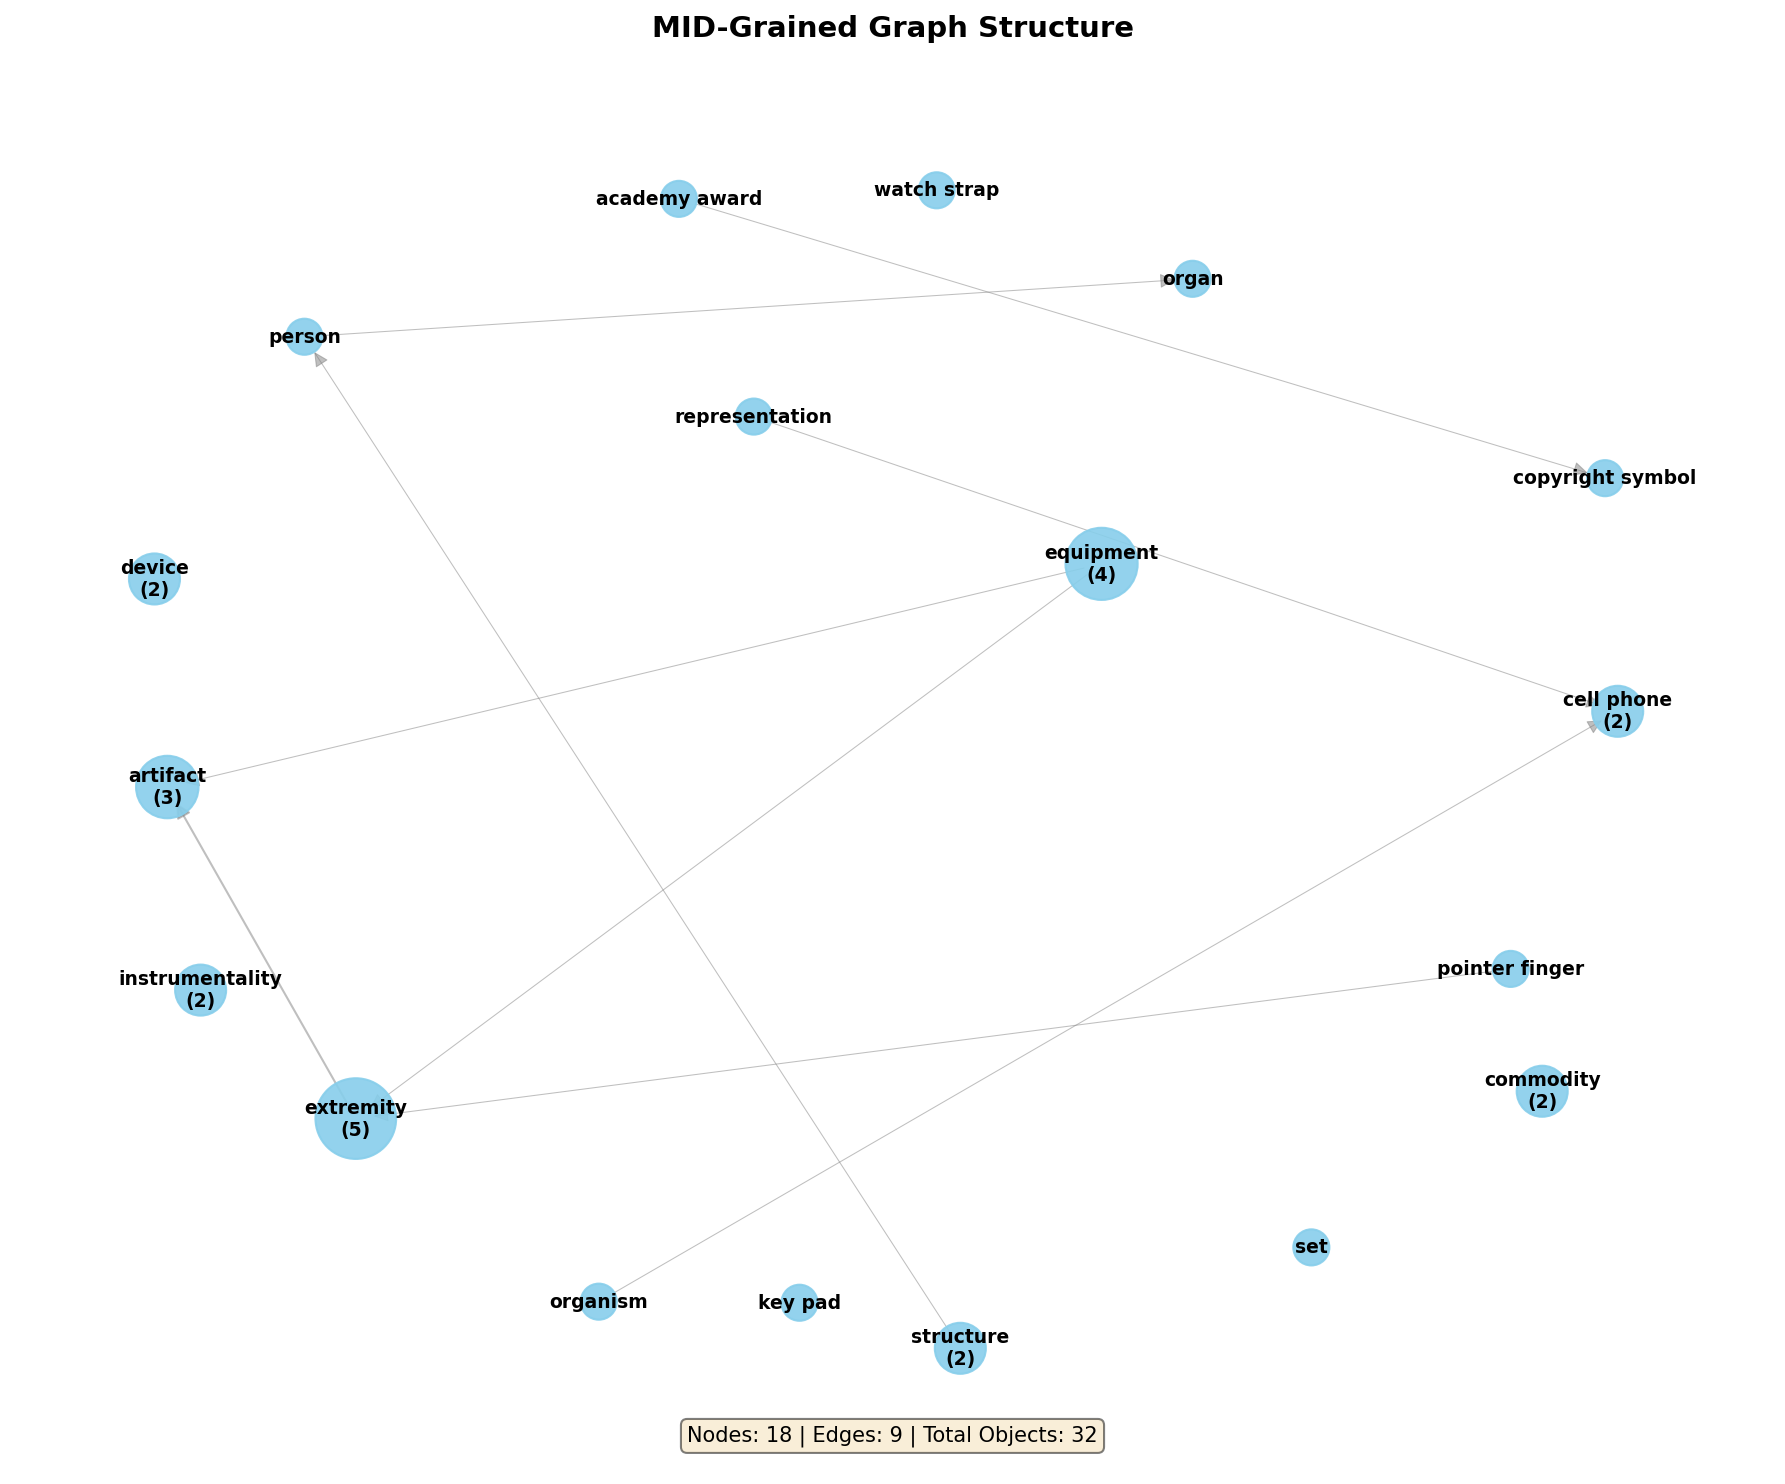 MID-Grained Graph Structure
academy award
watch strap
organ
person
representation
copyright symbol
equipment
(4)
device
(2)
cell phone
(2)
artifact
(3)
pointer finger
instrumentality
(2)
commodity
(2)
extremity
(5)
set
organism
key pad
structure
(2)
Nodes: 18 | Edges: 9 | Total Objects: 32